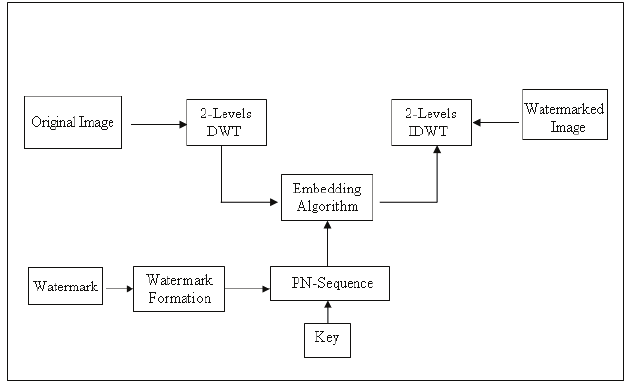 Original Image
2-Levels
DWT
2-Levels
IDWT
Watermarked
Image
Embedding
Algorithm
Watermark
Watermark
Formation
PN-Sequence
Key